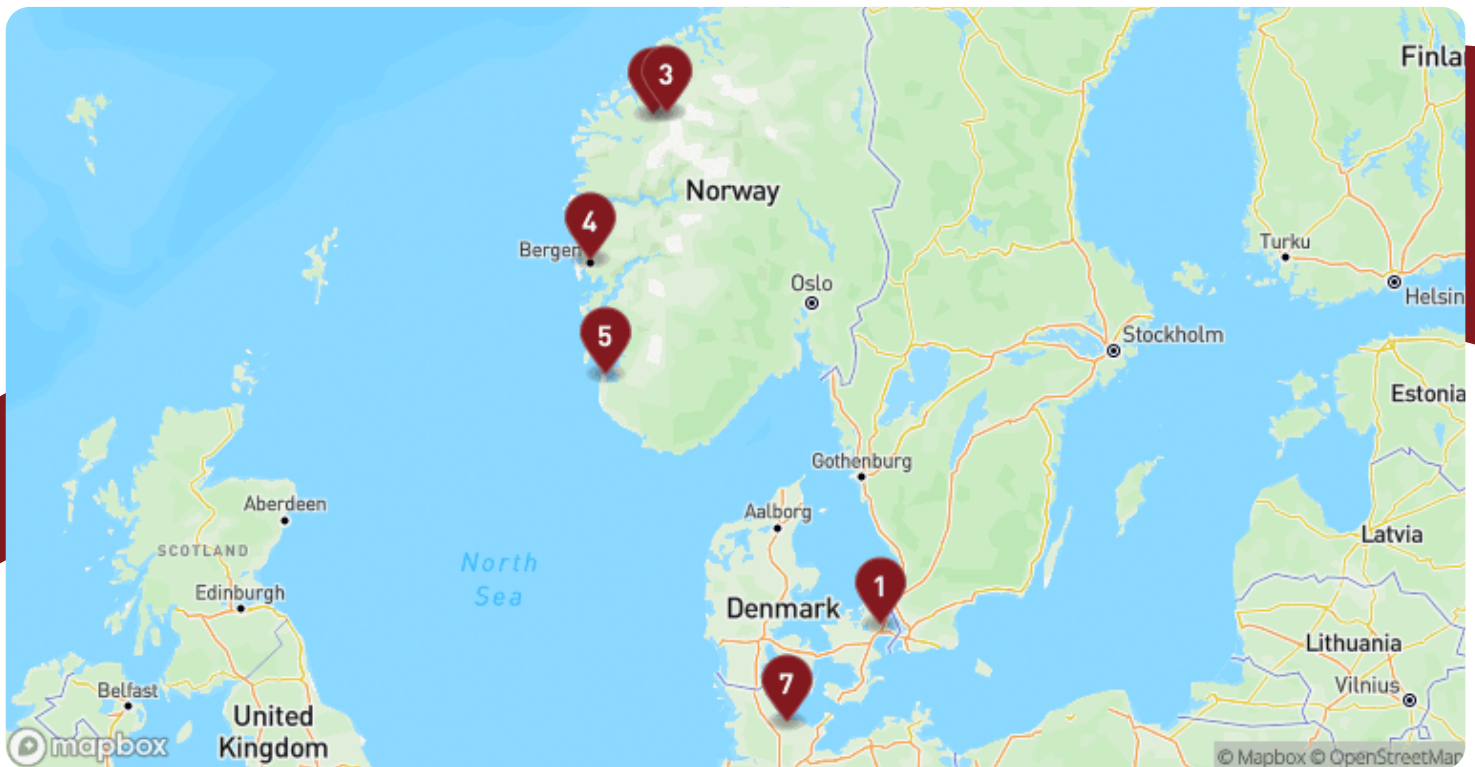 Finla
3
Norway
4
Bergen
Turku
Oslo
Helsin
5
Stockholm
Estonia
Gothenburg
Aberdeen
Aalborg
SCOTLAND
Latvia
North
Sea
1
Edinburgh
Denmark
Lithuania
7
Vilnius
Belfast
United
Kingdom
mapbox
© Mapbox © OpenStreetMap